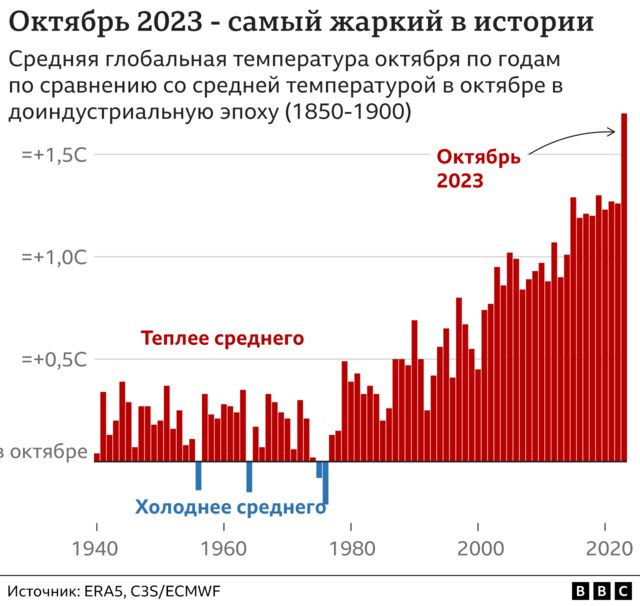 Октябрь 2023 - самый жаркий в истории
Средняя глобальная температура октября по годам
по сравнению со средней температурой в октябре в
доиндустриальную эпоху (1850-1900)
=+1,5C
Октябрь
2023
=+1,0C
Теплее среднего
=+0,5C
в октябре
Холоднее среднего
1940
1960
1980
2000
2020
Источник: ERA5, C3S/ECMWF
BBC